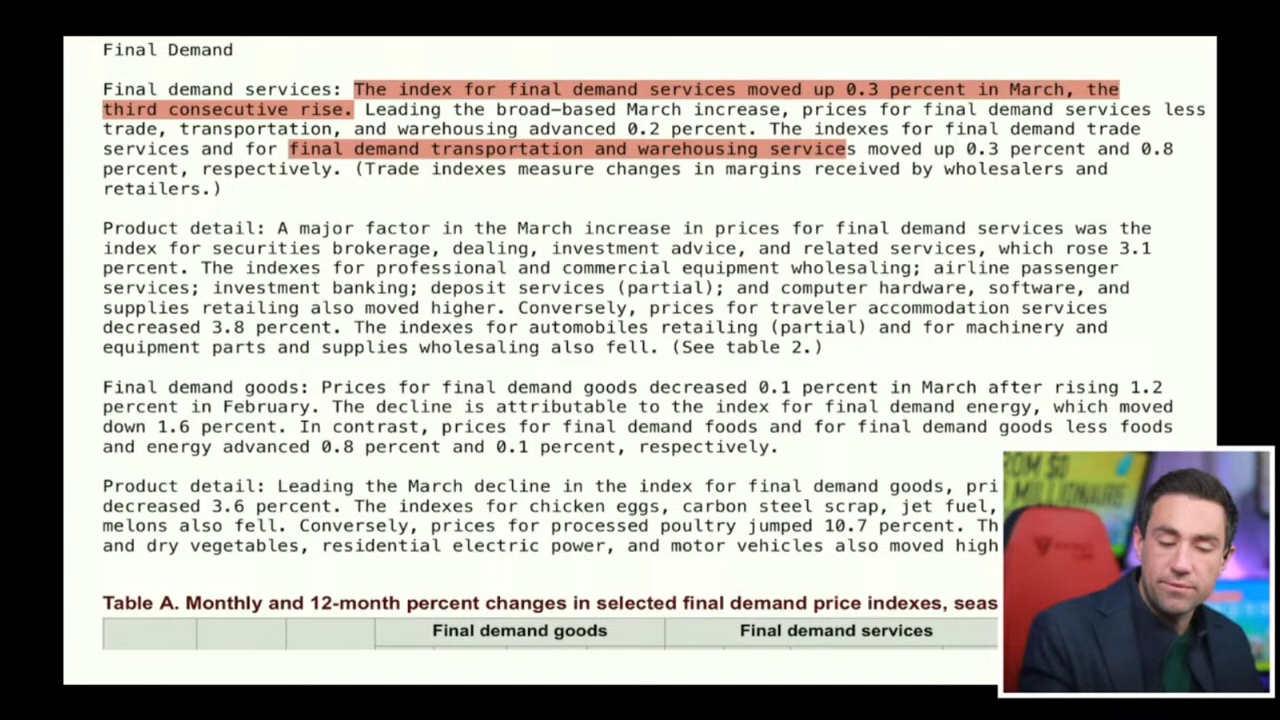 Final Demand
Final demand services: The index for final demand services moved up 0.3 percent in March, the
third consecutive rise. Leading the broad-based March increase, prices for final demand services less
trade, transportation, and warehousing advanced 0.2 percent. The indexes for final demand trade
services and for final demand transportation and warehousing services moved up 0.3 percent and 0.8
percent, respectively. (Trade indexes measure changes in margins received by wholesalers and
retailers.)
Product detail: A major factor in the March increase in prices for final demand services was the
index for securities brokerage, dealing, investment advice, and related services, which rose 3.1
percent. The indexes for professional and commercial equipment wholesaling; airline passenger
services; investment banking; deposit services (partial); and computer hardware, software, and
supplies retailing also moved higher. Conversely, prices for traveler accommodation services
decreased 3.8 percent. The indexes for automobiles retailing (partial) and for machinery and
equipment parts and supplies wholesaling also fell. (See table 2.)
Final demand goods: Prices for final demand goods decreased 0.1 percent in March after rising 1.2
percent in February. The decline is attributable to the index for final demand energy, which moved
down 1.6 percent. In contrast, prices for final demand foods and for final demand goods less foods
and energy advanced 0.8 percent and 0.1 percent, respectively.
Product detail: Leading the March decline in the index for final demand goods, pri
decreased 3.6 percent. The indexes for chicken eggs, carbon steel scrap, jet fuel,
melons also fell. Conversely, prices for processed poultry jumped 10.7 percent. Th
and dry vegetables, residential electric power, and motor vehicles also moved high
Table A. Monthly and 12-month percent changes in selected final demand price indexes, seas
Final demand goods
Final demand services
ROM $0
MILLIONAIRE